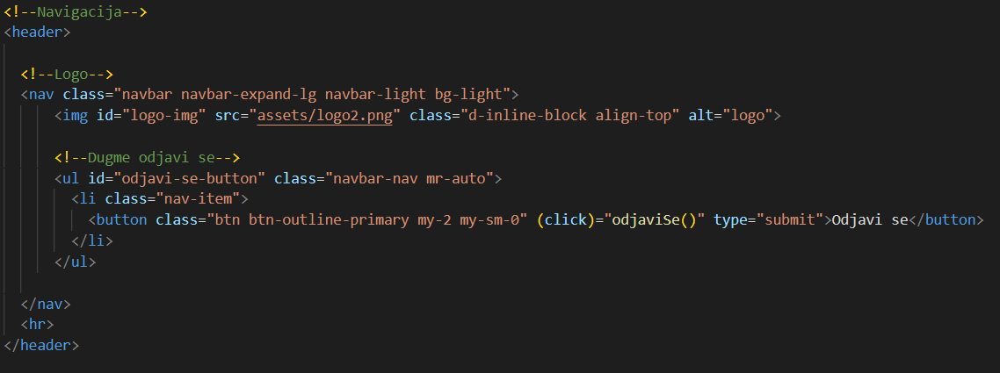 <!--Navigacija-->
<header>
<!--Logo-->
<nav class="navbar navbar-expand-lg navbar-light bg-light">
<img id="logo-img" src="assets/logo2.png" class="d-inline-block align-top" alt="logo">
<!--Dugme odjavi se-->
<ul id="odjavi-se-button" class="navbar-nav mr-auto">
<li class="nav-item">
<button class="btn btn-outline-primary my-2 my-sm-0" (click)="odjaviSe()" type="submit">Odjavi se</button>
</li>
</ul>
</nav>
<hr>
</header>